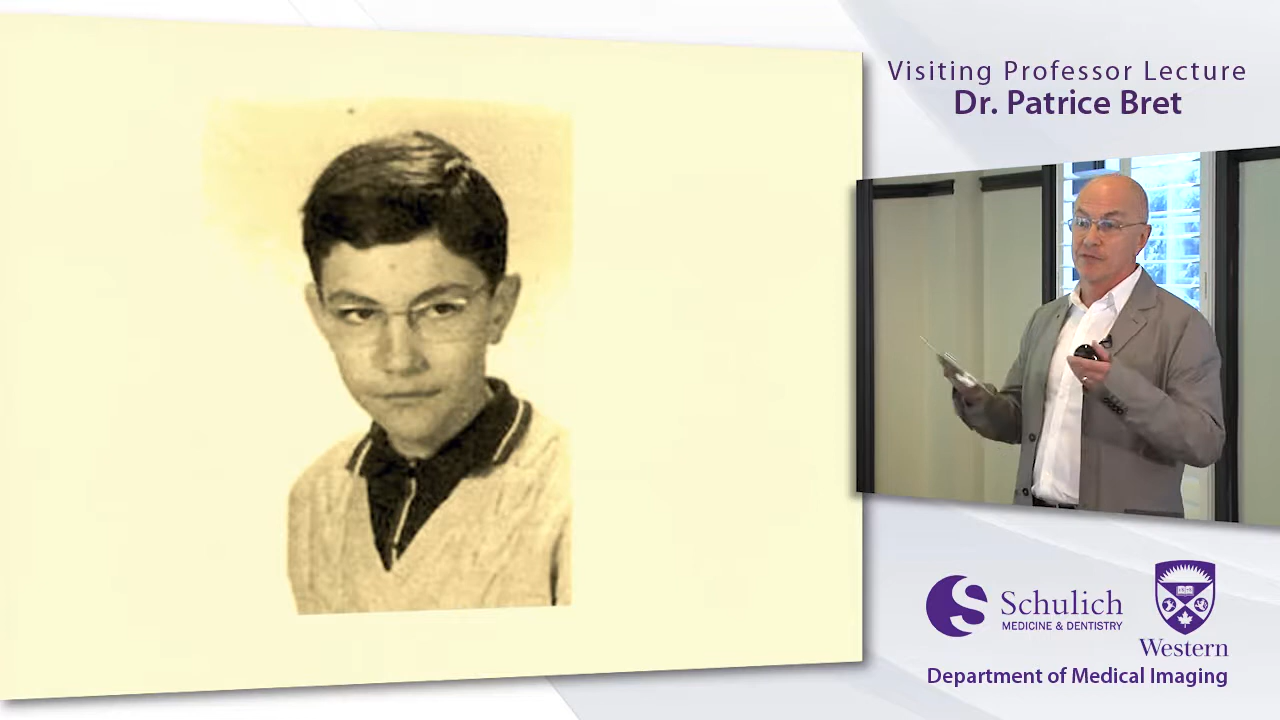 Visiting Professor Lecture
Dr. Patrice Bret
Schulich
MEDICINE & DENTISTRY
Western
Department of Medical Imaging